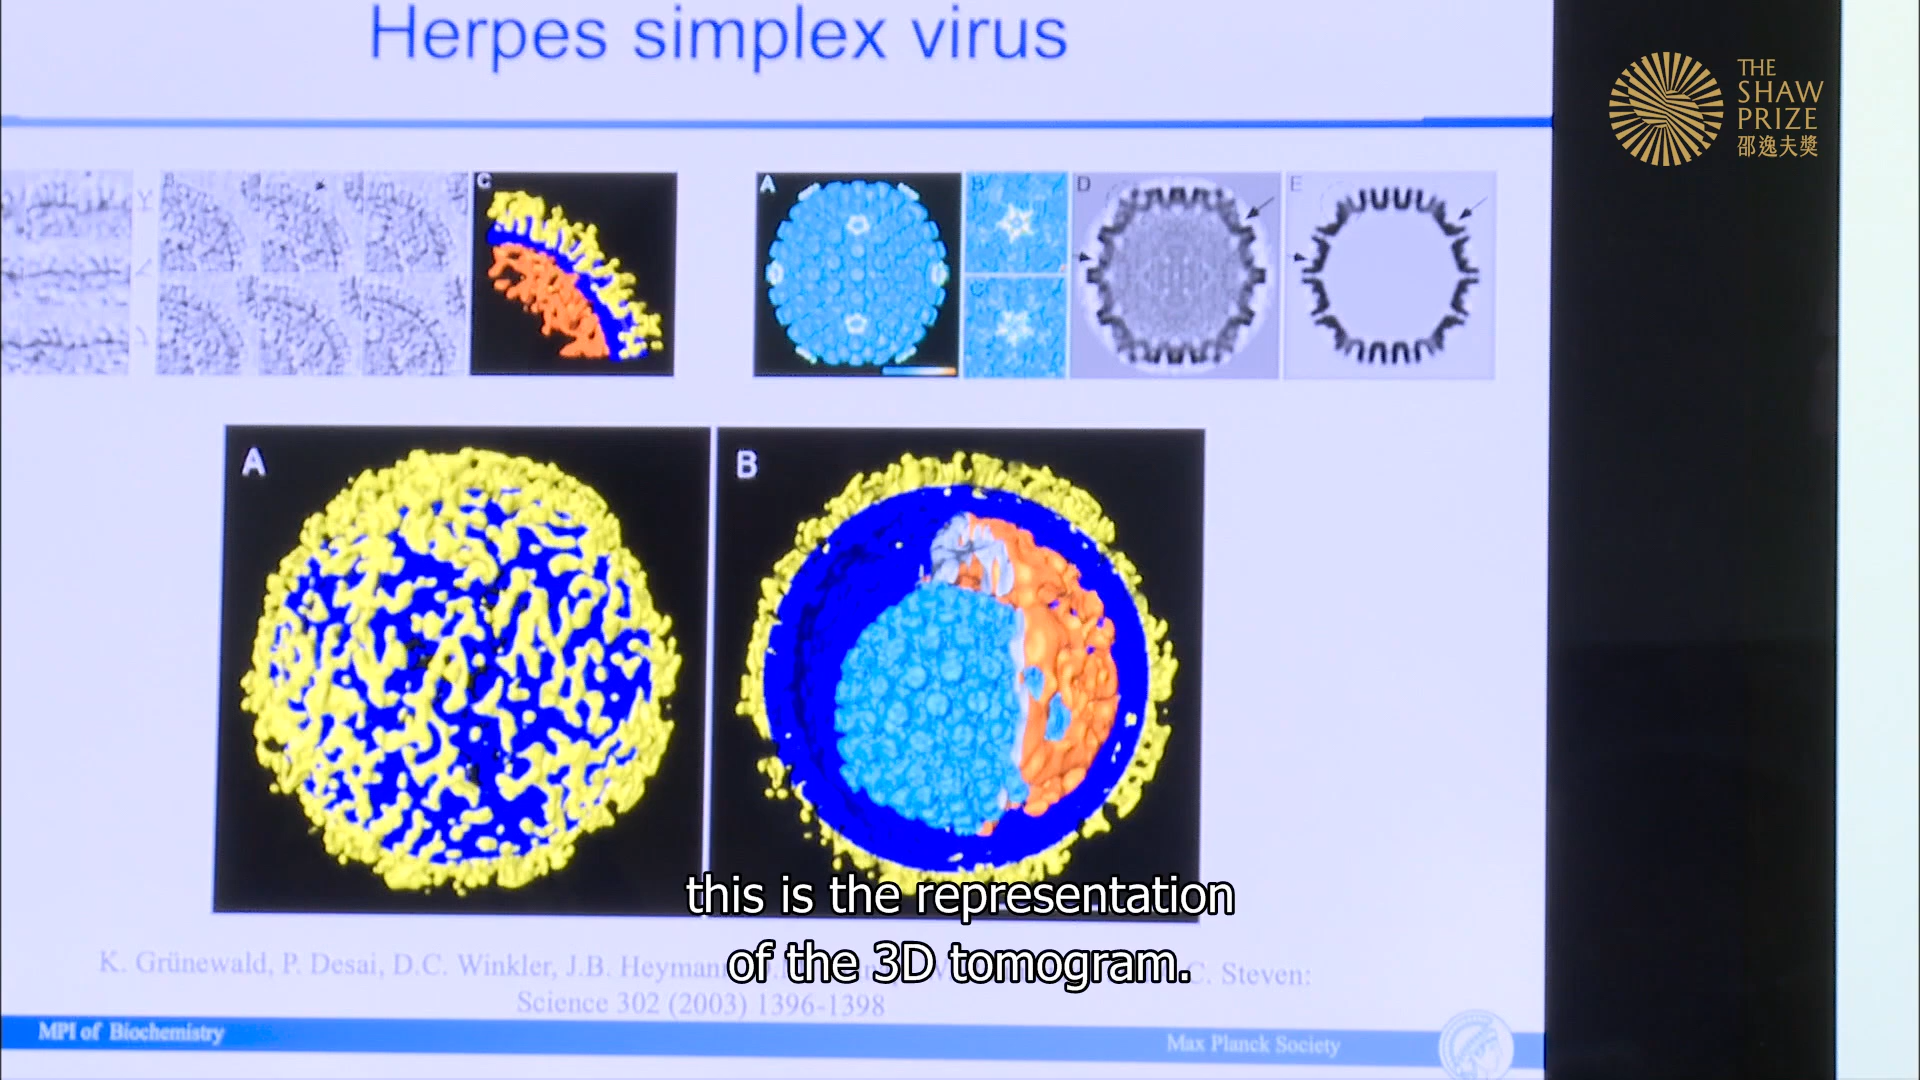 Herpes simplex virus
THE
SHAW
PRIZE
邵逸夫獎
B
C
A
B
C
D
E
A
B
this is the representation
of the 3D tomogram.
K. Grünewald, P. Desai, D.C. Winkler, J.B. Heymann C. Steven:
Science 302 (2003) 1396-1398
MPI of Biochemistry
Max Planck Society